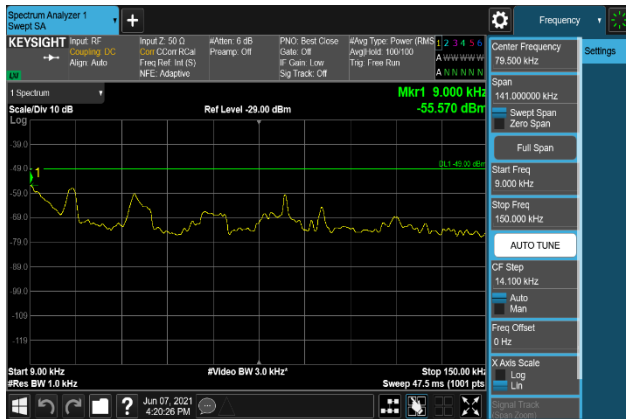 Spectrum Analyzer 1
Swept SA
+
Frequency
KEYSIGHT
Input: RF
Coupling: DC
Align: Auto
Input Z: 50 Ω
Corr CCorr RCal
Freq Ref: Int (S)
NFE: Adaptive
#Atten: 6 dB
Preamp: Off
PNO: Best Close
Gate: Off
IF Gain: Low
Sig Track: Off
#Avg Type: Power (RMS
Avg|Hold: 100/100
Trig: Free Run
1 2 3 4 5 6
A W W W W W
A N N N N N
LXI
1 Spectrum
Mkr1 9.000 kHz
-55.570 dBm
Scale/Div 10 dB
Ref Level -29.00 dBm
Log
-39.0
-49.0
-59.0
-69.0
-79.0
-89.0
-99.0
-109
-119
1
DL1 -49.00 dBm
Start 9.00 kHz
#Res BW 1.0 kHz
#Video BW 3.0 kHz*
Stop 150.00 kHz
Sweep 47.5 ms (1001 pts
Jun 07, 2021
4:20:26 PM
?
Center Frequency
79.500 kHz
Settings
Span
141.000000 kHz
Swept Span
Zero Span
Full Span
Start Freq
9.000 kHz
Stop Freq
150.000 kHz
AUTO TUNE
CF Step
14.100 kHz
Auto
Man
Freq Offset
0 Hz
X Axis Scale
Log
Lin
Signal Track
(Span Zoom)